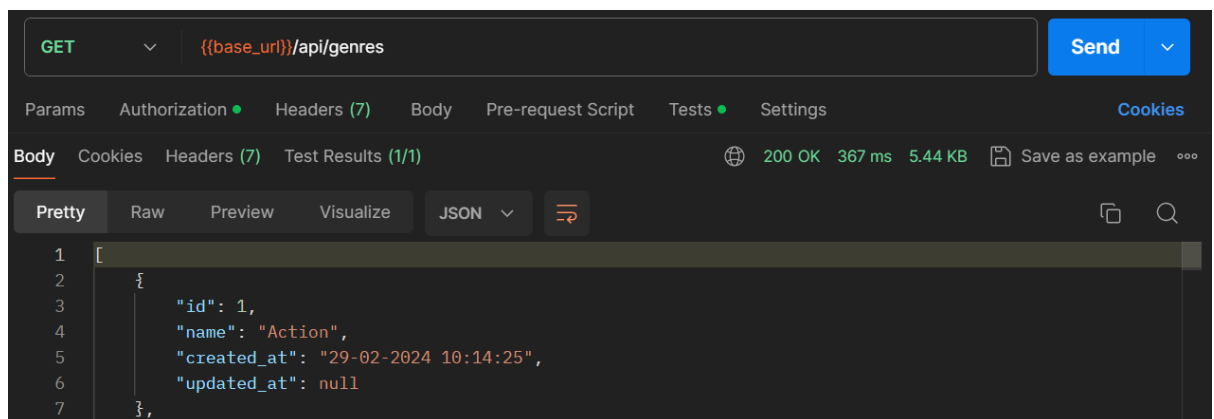 GET {{base_url}}/api/genres Send
Params Authorization Headers (7) Body Pre-request Script Tests Settings Cookies
Body Cookies Headers (7) Test Results (1/1) 200 OK 367 ms 5.44 KB Save as example
Pretty Raw Preview Visualize JSON
1 [
2 {
3 "id": 1,
4 "name": "Action",
5 "created_at": "29-02-2024 10:14:25",
6 "updated_at": null
7 },